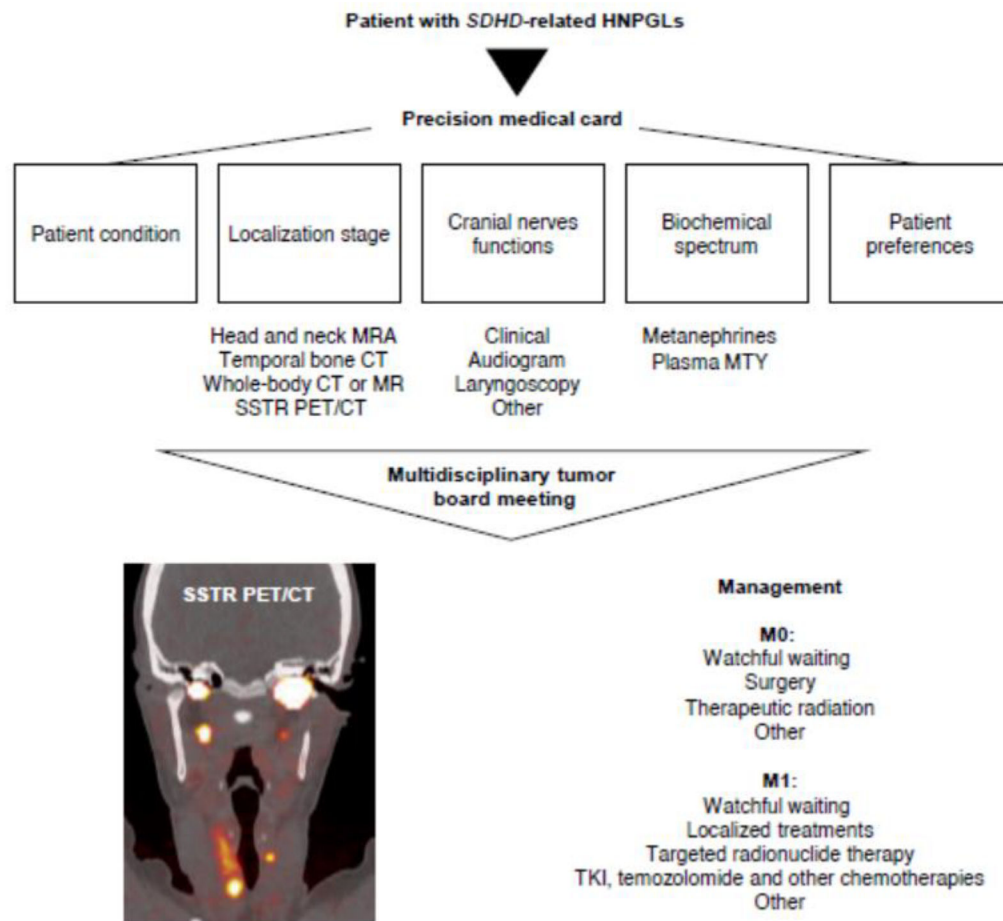 Patient with SDHD-related HNPGLs
Precision medical card
Patient condition
Localization stage
Cranial nerves
functions
Biochemical
spectrum
Patient
preferences
Head and neck MRA
Temporal bone CT
Whole-body CT or MR
SSTR PET/CT
Clinical
Audiogram
Laryngoscopy
Other
Metanephrines
Plasma MTY
Multidisciplinary tumor
board meeting
SSTR PET/CT
Management
M0:
Watchful waiting
Surgery
Therapeutic radiation
Other
M1:
Watchful waiting
Localized treatments
Targeted radionuclide therapy
TKI, temozolomide and other chemotherapies
Other